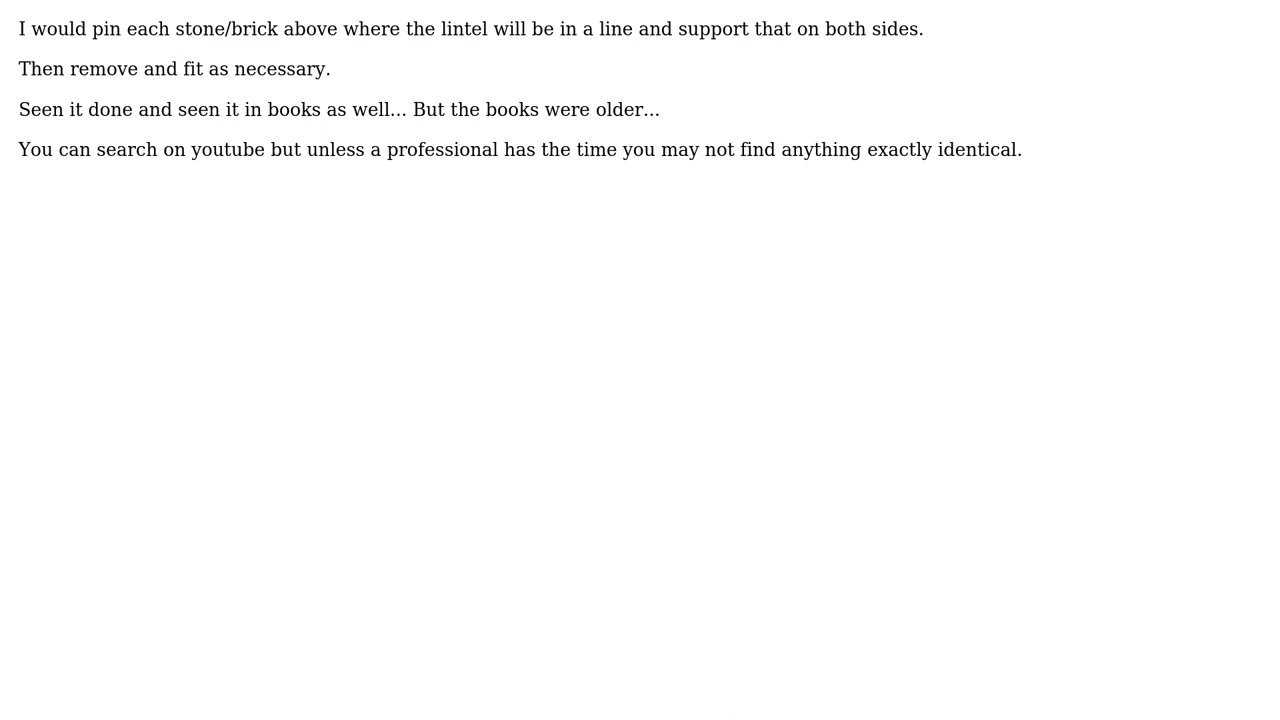 I would pin each stone/brick above where the lintel will be in a line and support that on both sides.
Then remove and fit as necessary.
Seen it done and seen it in books as well... But the books were older...
You can search on youtube but unless a professional has the time you may not find anything exactly identical.